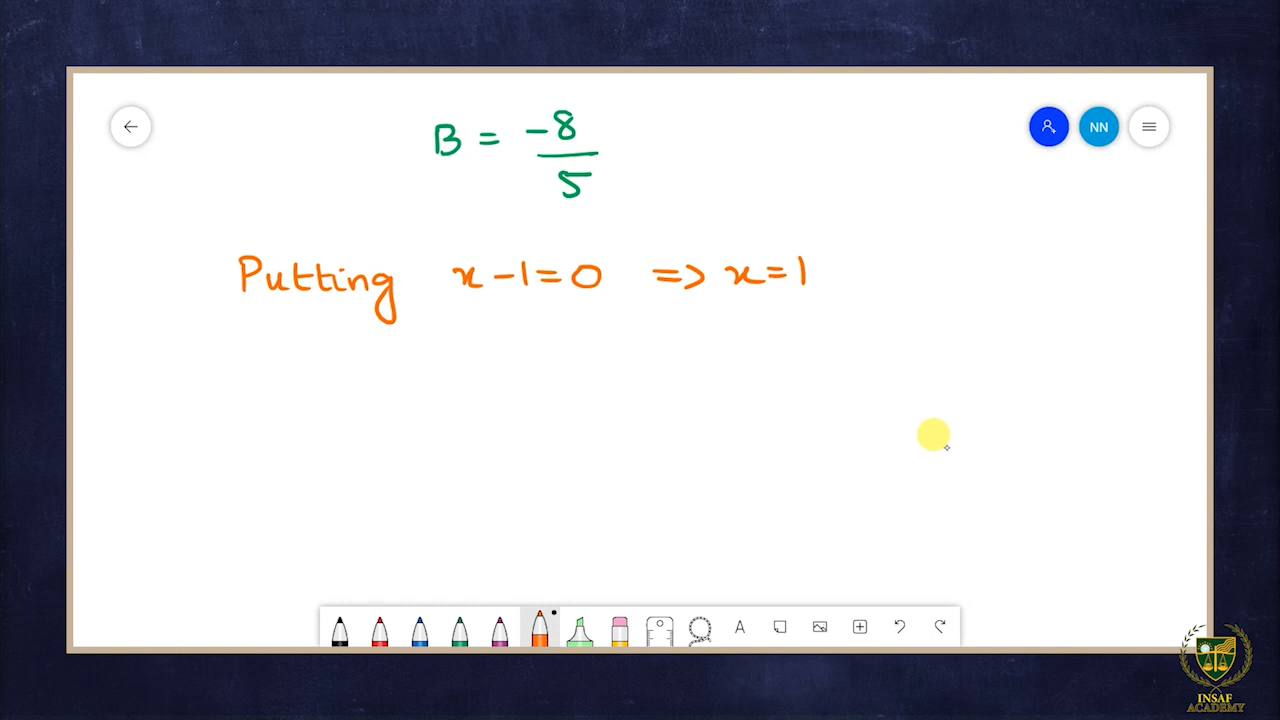 NN
B = -8/5
Putting x-1=0 => x=1
A
INSAF
ACADEMY